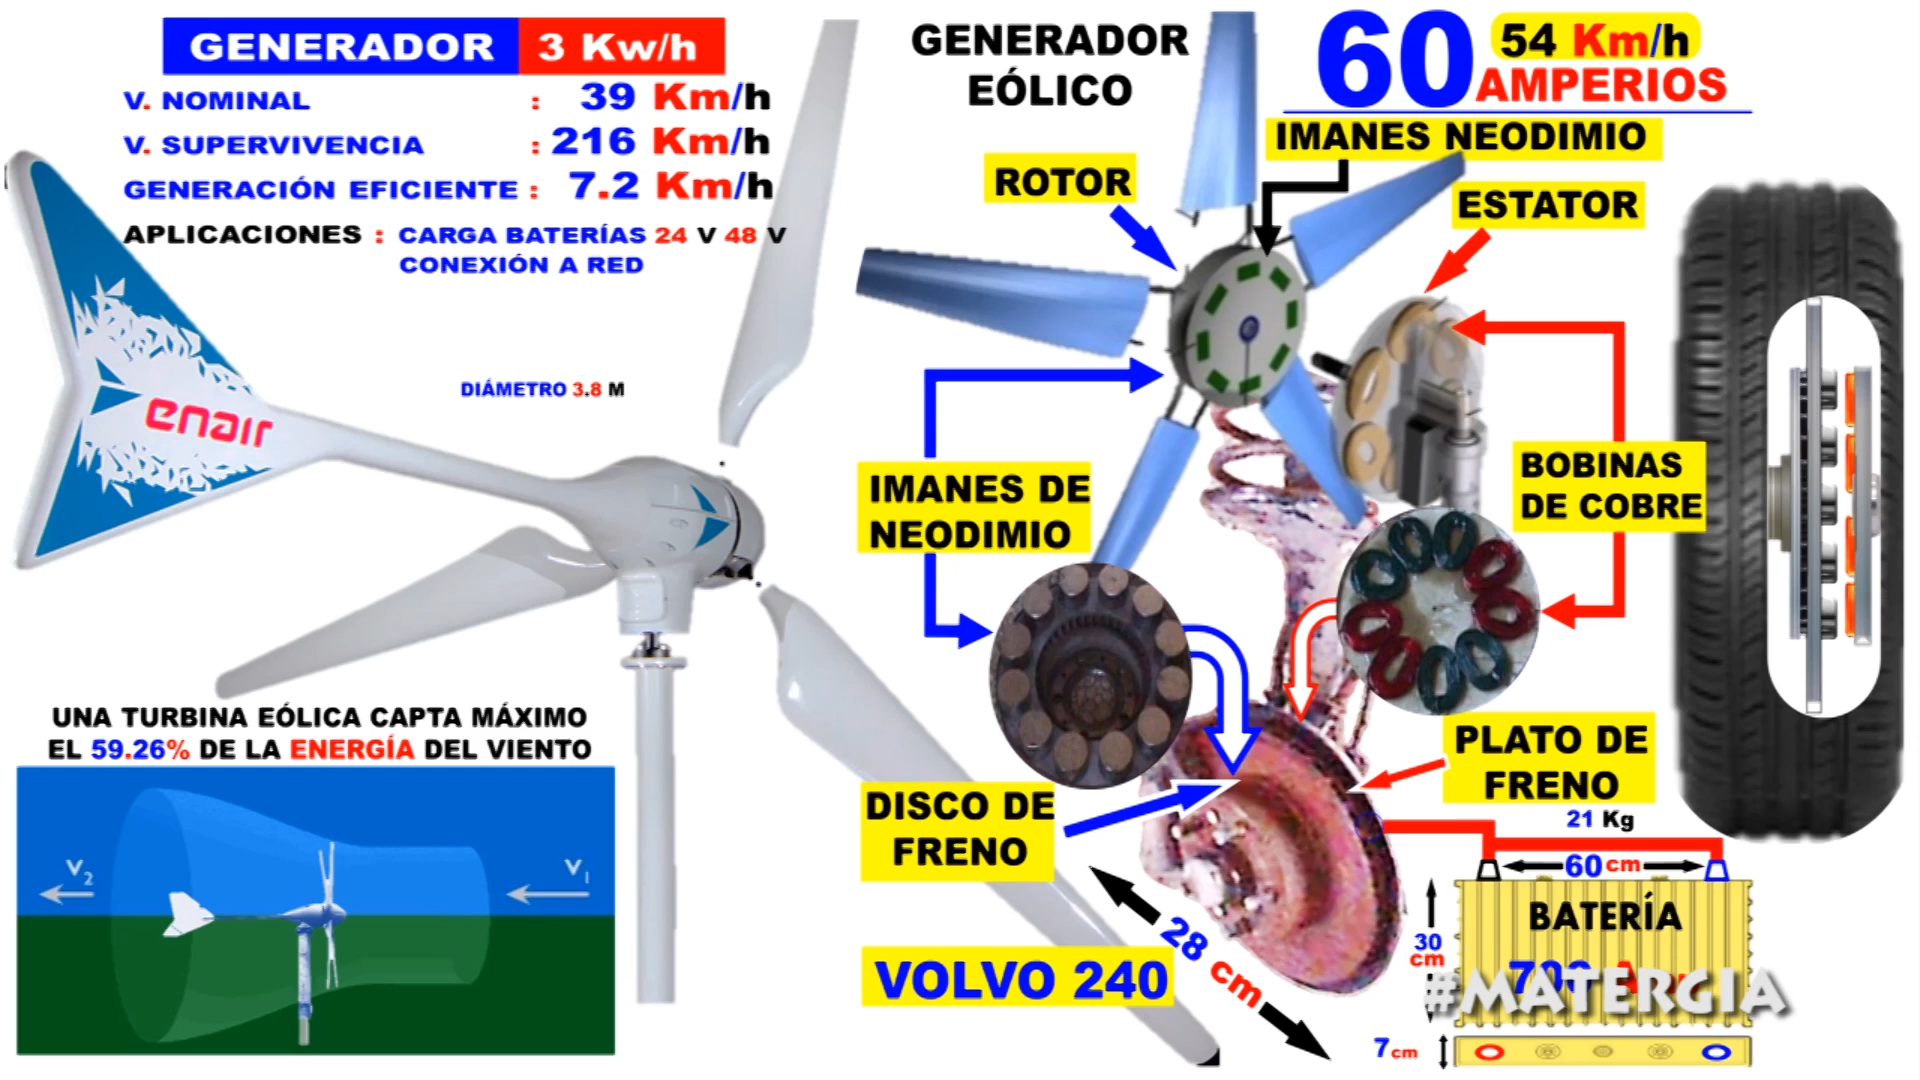 GENERADOR 3 Kw/h
V. NOMINAL : 39 Km/h
V. SUPERVIVENCIA : 216 Km/h
GENERACIÓN EFICIENTE : 7.2 Km/h
APLICACIONES : CARGA BATERÍAS 24 V 48 V
CONEXIÓN A RED
DIÁMETRO 3.8 M
enair
UNA TURBINA EÓLICA CAPTA MÁXIMO
EL 59.26% DE LA ENERGÍA DEL VIENTO
V2
V1
GENERADOR
EÓLICO
60
54 Km/h
AMPERIOS
IMANES NEODIMIO
ROTOR
ESTATOR
IMANES DE
NEODIMIO
BOBINAS
DE COBRE
DISCO DE
FRENO
PLATO DE
FRENO
21 Kg
60 cm
28 cm
VOLVO 240
BATERÍA
30
cm
#MATERGIA
7 cm